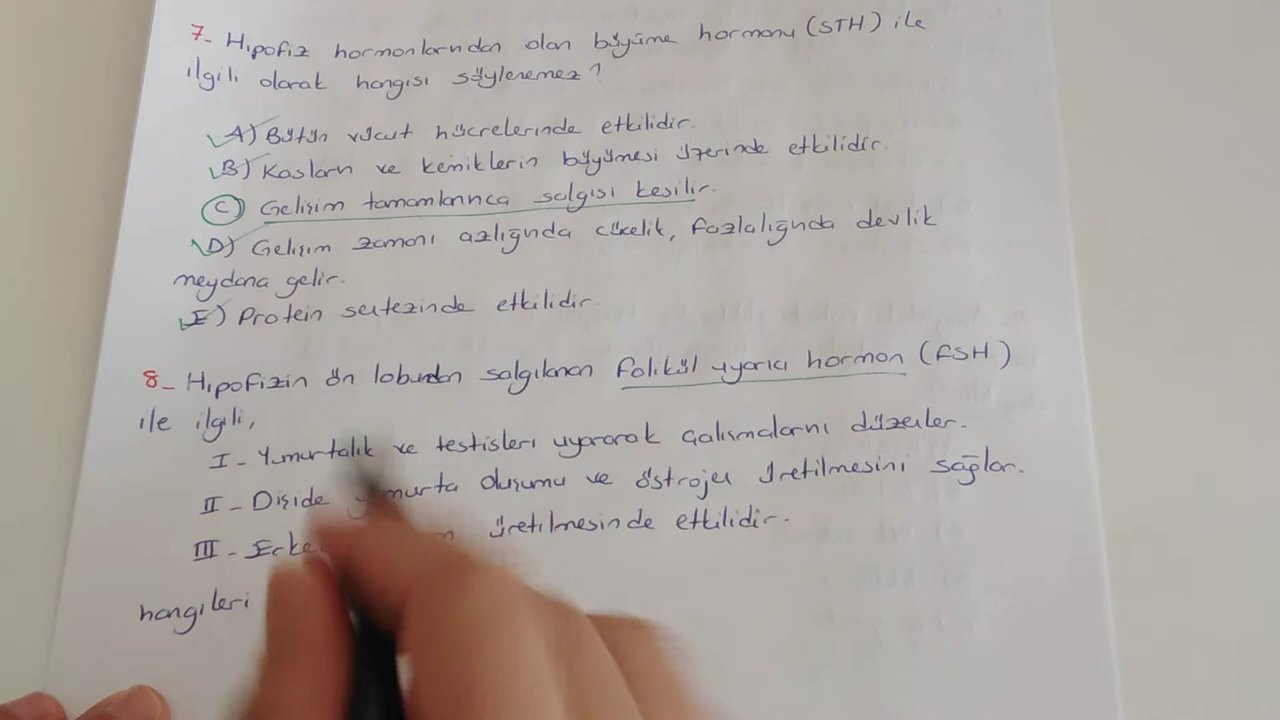 7- Hipofiz hormonlarından olan büyüme hormonu (STH) ile
ilgili olarak hangisi söylenemez?
A) Bütün vücut hücrelerinde etkilidir.
B) Kasların ve kemiklerin büyümesi üzerinde etkilidir.
C) Gelişim tamamlanınca salgısı kesilir.
D) Gelişim zamanı azlığında cücelik, fazlalığında devlik
meydana gelir.
E) Protein sentezinde etkilidir.
8- Hipofizin ön lobundan salgılanan folikül uyarıcı hormon (FSH)
ile ilgili,
I- Yumurtalık ve testisleri uyararak çalışmalarını düzenler.
II- Dişide yumurta oluşumu ve östrojen üretilmesini sağlar.
III- üretilmesinde etkilidir.
hangileri